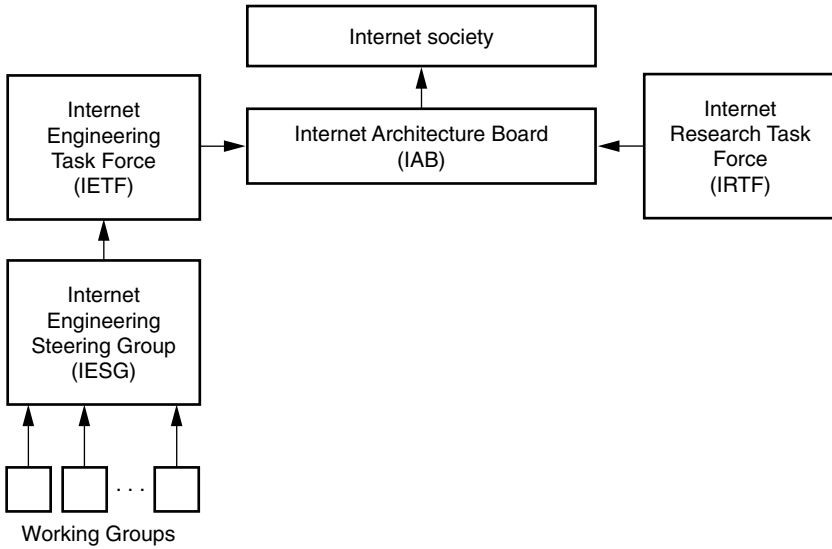 Internet society
Internet
Engineering
Task Force
(IETF)
Internet Architecture Board
(IAB)
Internet
Research Task
Force
(IRTF)
Internet
Engineering
Steering Group
(IESG)
. . .
Working Groups